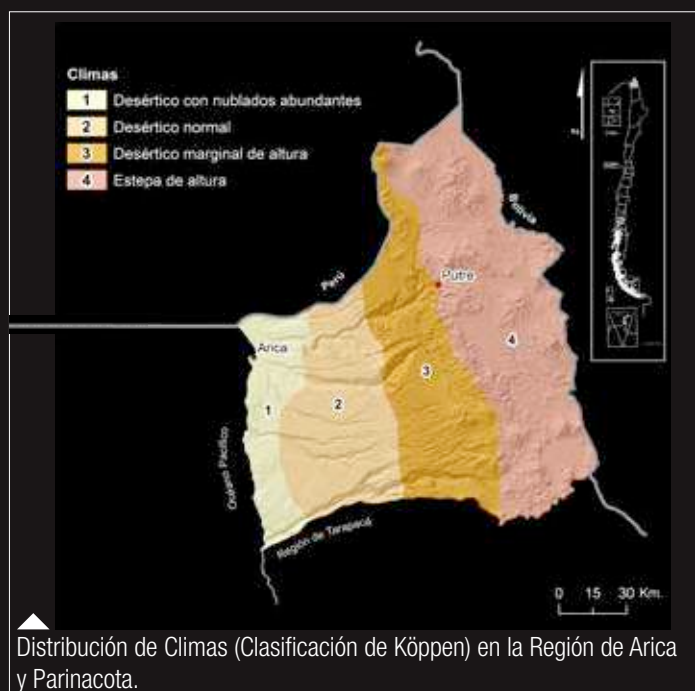 Climas
1 Desértico con nublados abundantes
2 Desértico normal
3 Desértico marginal de altura
4 Estepa de altura
Bolivia
Perú
Putre
Arica
4
3
1
2
Océano Pacífico
Región de Tarapacá
0 15 30 Km.
Distribución de Climas (Clasificación de Köppen) en la Región de Arica
y Parinacota.